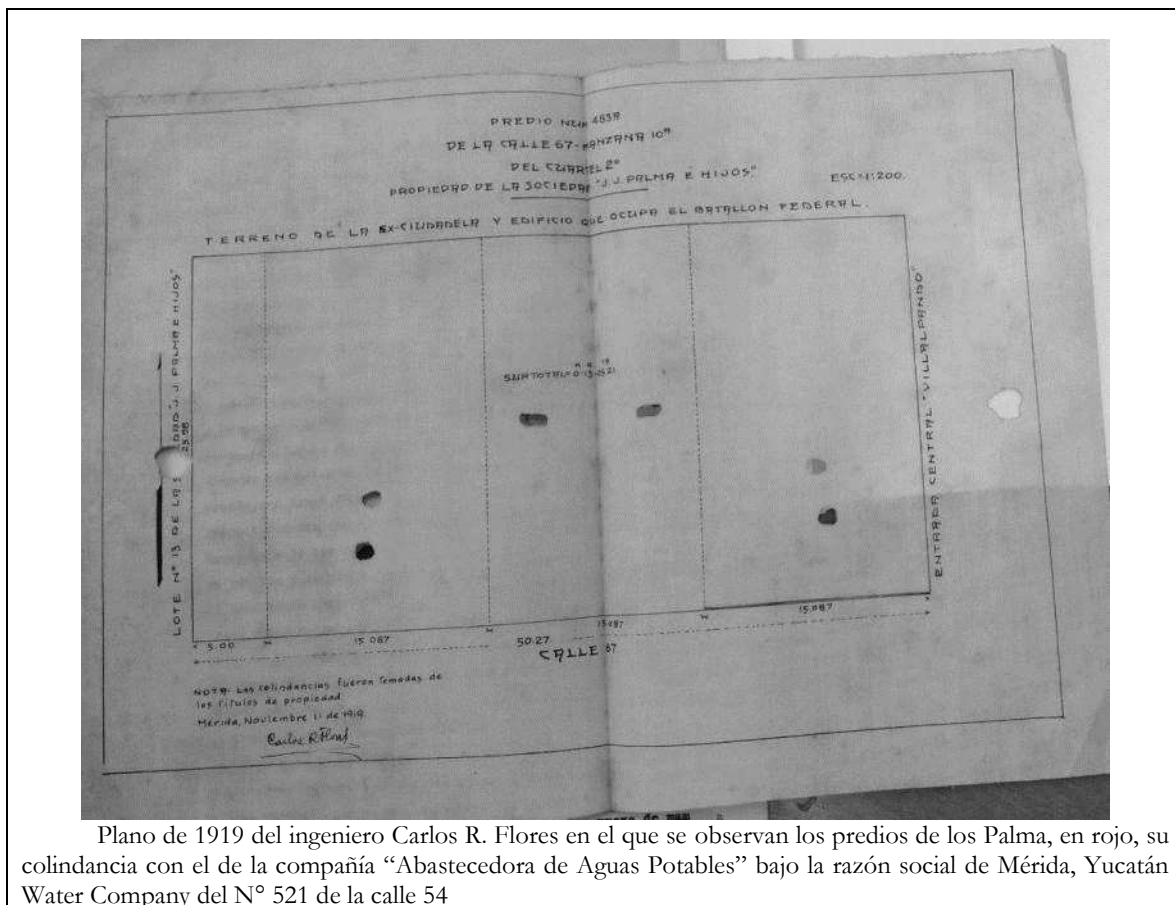 PREDIO NUM 483A
DE LA CALLE 67-MANZANA 10ª
DEL CUARTEL 2º
PROPIEDAD DE LA SOCIEDAD "J. J. PALMA É HIJOS."
ESC=1:200.
TERRENO DE LA EX-CIUDADELA Y EDIFICIO QUE OCUPA EL BATALLON FEDERAL.
LOTE Nº 13 DE LA "J. J. PALMA E HIJOS"
ENTRADA CENTRAL "VILLALPANDO"
5.00
15.087
50.27
15.087
15.087
CALLE 67
NOTA: Las colindancias fueron tomadas de
los títulos de propiedad
Mérida, Noviembre 11 de 1919.
Carlos R Flores
Plano de 1919 del ingeniero Carlos R. Flores en el que se observan los predios de los Palma, en rojo, su
colindancia con el de la compañía “Abastecedora de Aguas Potables” bajo la razón social de Mérida, Yucatán
Water Company del N° 521 de la calle 54